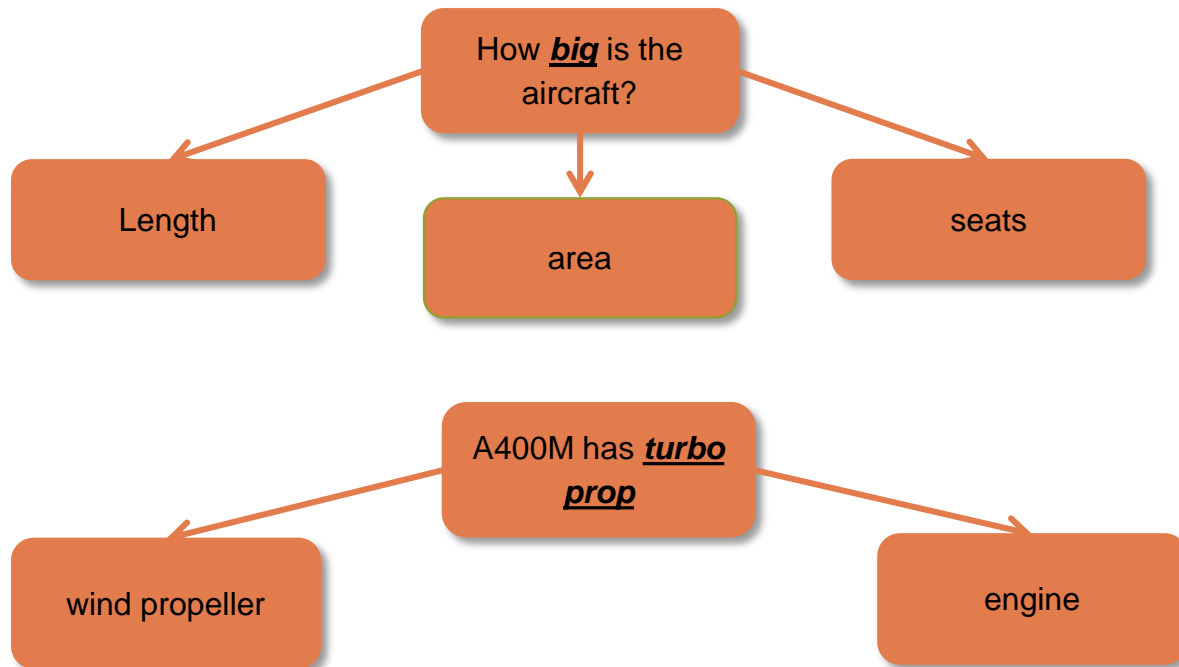 How big is the
aircraft?
Length
area
seats
A400M has turbo
prop
wind propeller
engine